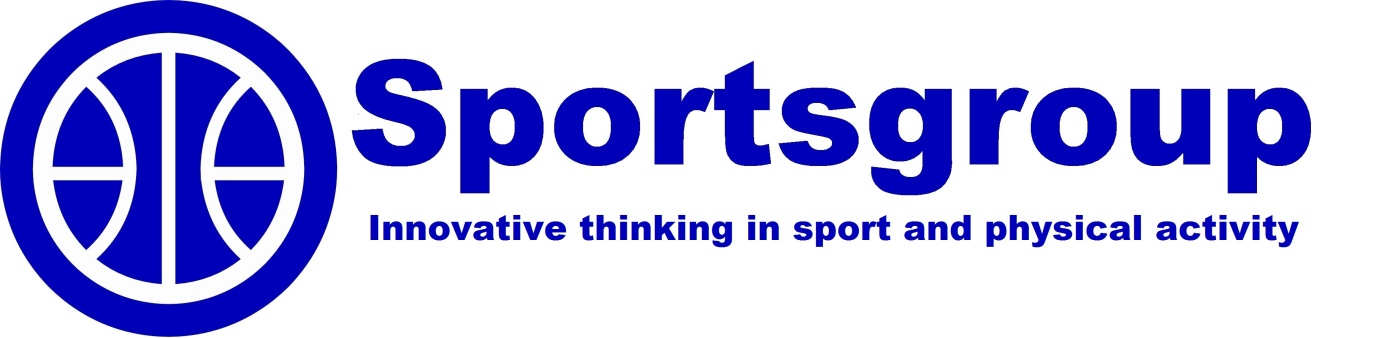 Sportsgroup
Innovative thinking in sport and physical activity